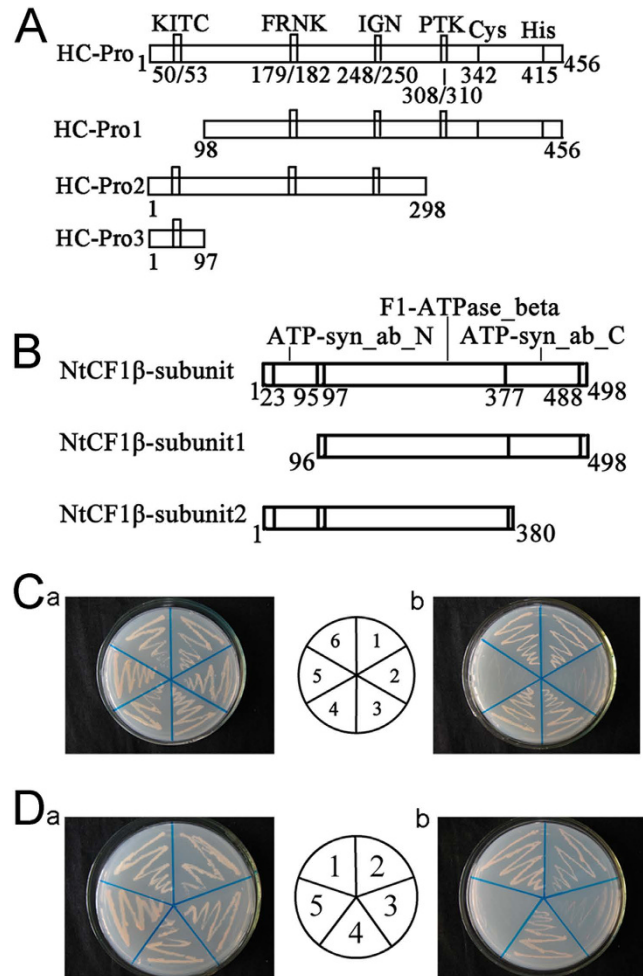 A
KITC FRNK IGN PTK Cys His
HC-Pro 1 456
50/53 179/182 248/250 342 415
308/310
HC-Pro1
98 456
HC-Pro2
1 298
HC-Pro3
1 97
B
F1-ATPase_beta
ATP-syn_ab_N ATP-syn_ab_C
NtCF1β-subunit
1 23 95 97 377 488 498
NtCF1β-subunit1
96 498
NtCF1β-subunit2
1 380
C a b
6 1
5 2
4 3
D a b
1 2
5 3
4